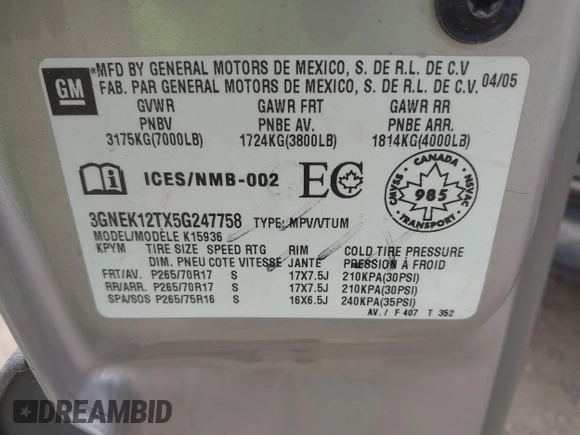 GM
MFD BY GENERAL MOTORS DE MEXICO, S. DE R.L. DE C.V
FAB. PAR GENERAL MOTORS DE MEXICO, S. DE R.L. DE C.V. 04/05
GVWR GAWR FRT GAWR RR
PNBV PNBE AV. PNBE ARR.
3175KG(7000LB) 1724KG(3800LB) 1814KG(4000LB)
i ICES/NMB-002 EC
CANADA CMVSS 985 NSVAC
3GNEK12TX5G247758 TYPE: MPV/VTUM
MODEL/MODÈLE K15936
KPYM TIRE SIZE SPEED RTG RIM COLD TIRE PRESSURE
DIM. PNEU COTE VITESSE JANTE PRESSION À FROID
FRT/AV. P265/70R17 S 17X7.5J 210KPA(30PSI)
RR/ARR. P265/70R17 S 17X7.5J 210KPA(30PSI)
SPA/SOS P265/75R16 S 16X6.5J 240KPA(35PSI)
AV. / F 407 T 352
DREAMBID